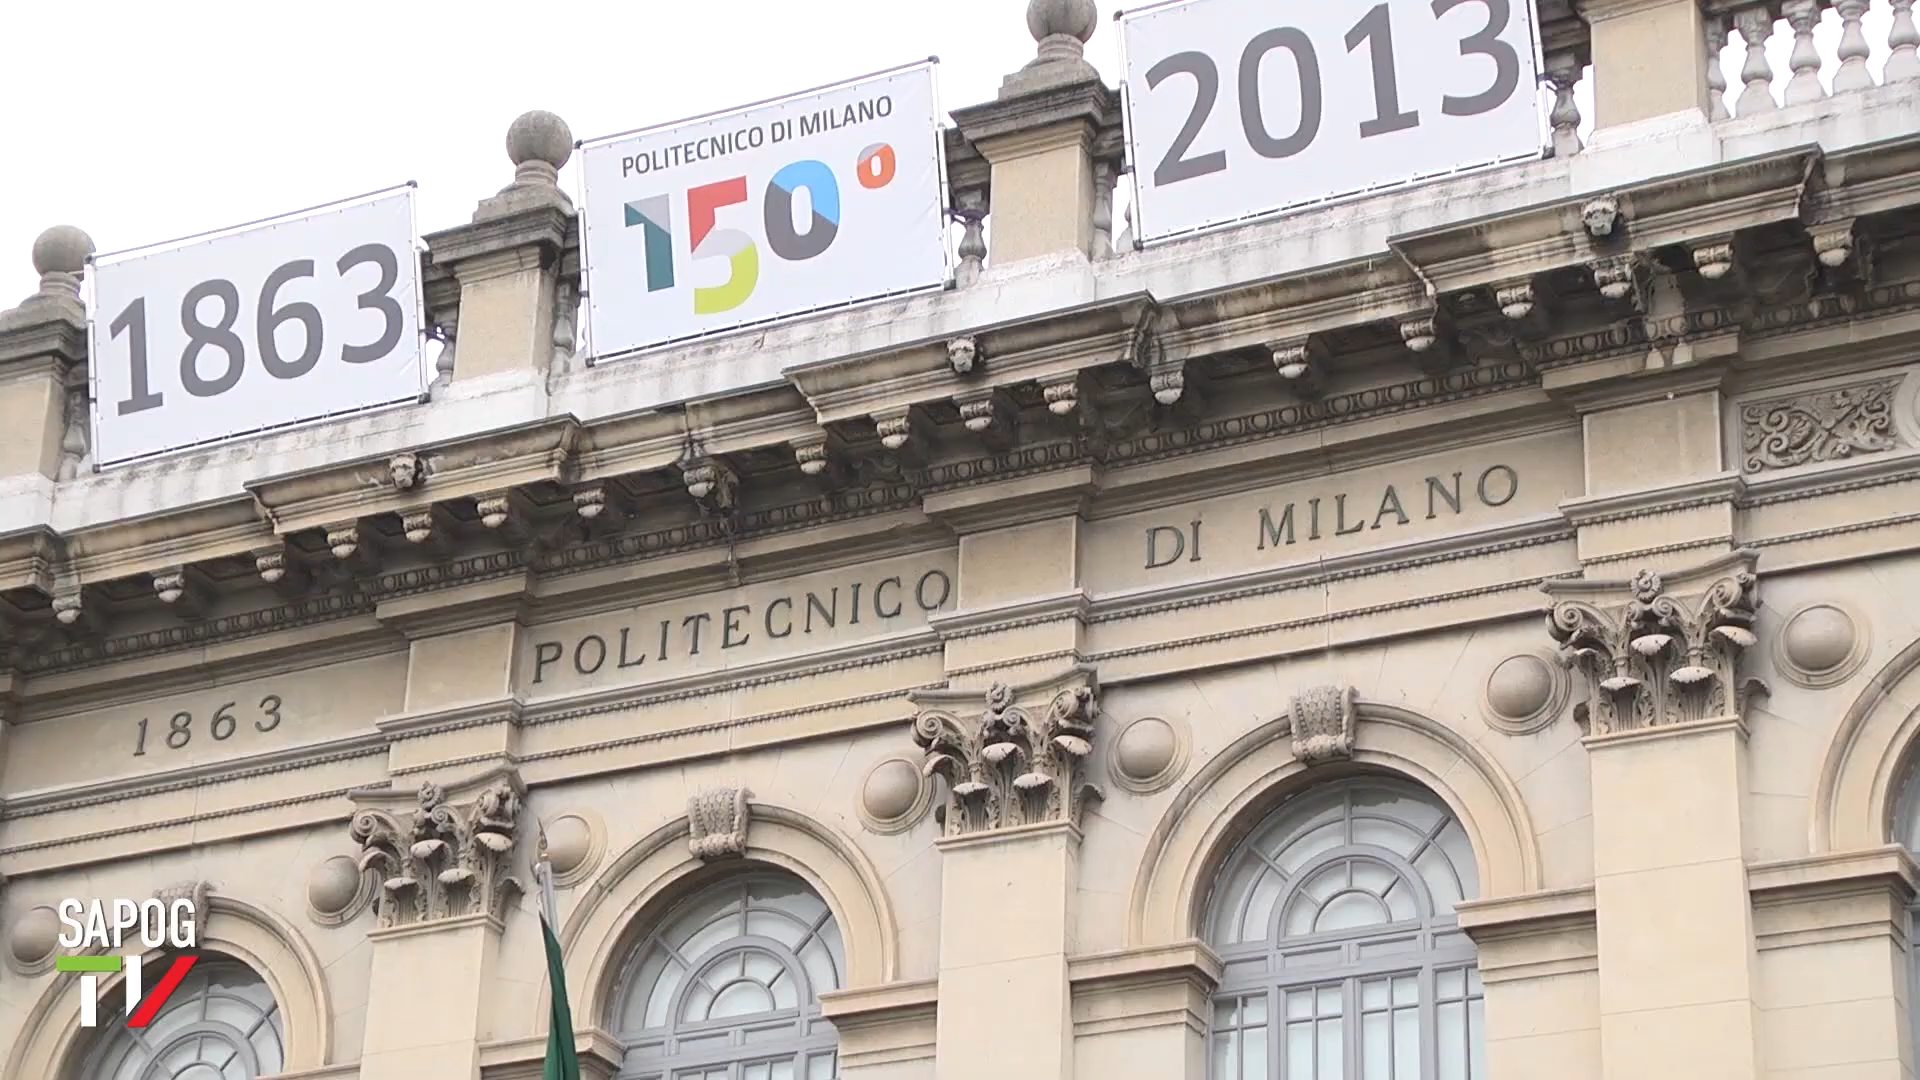 1863
POLITECNICO DI MILANO
150°
2013
1863 POLITECNICO DI MILANO
SAPOG
TV